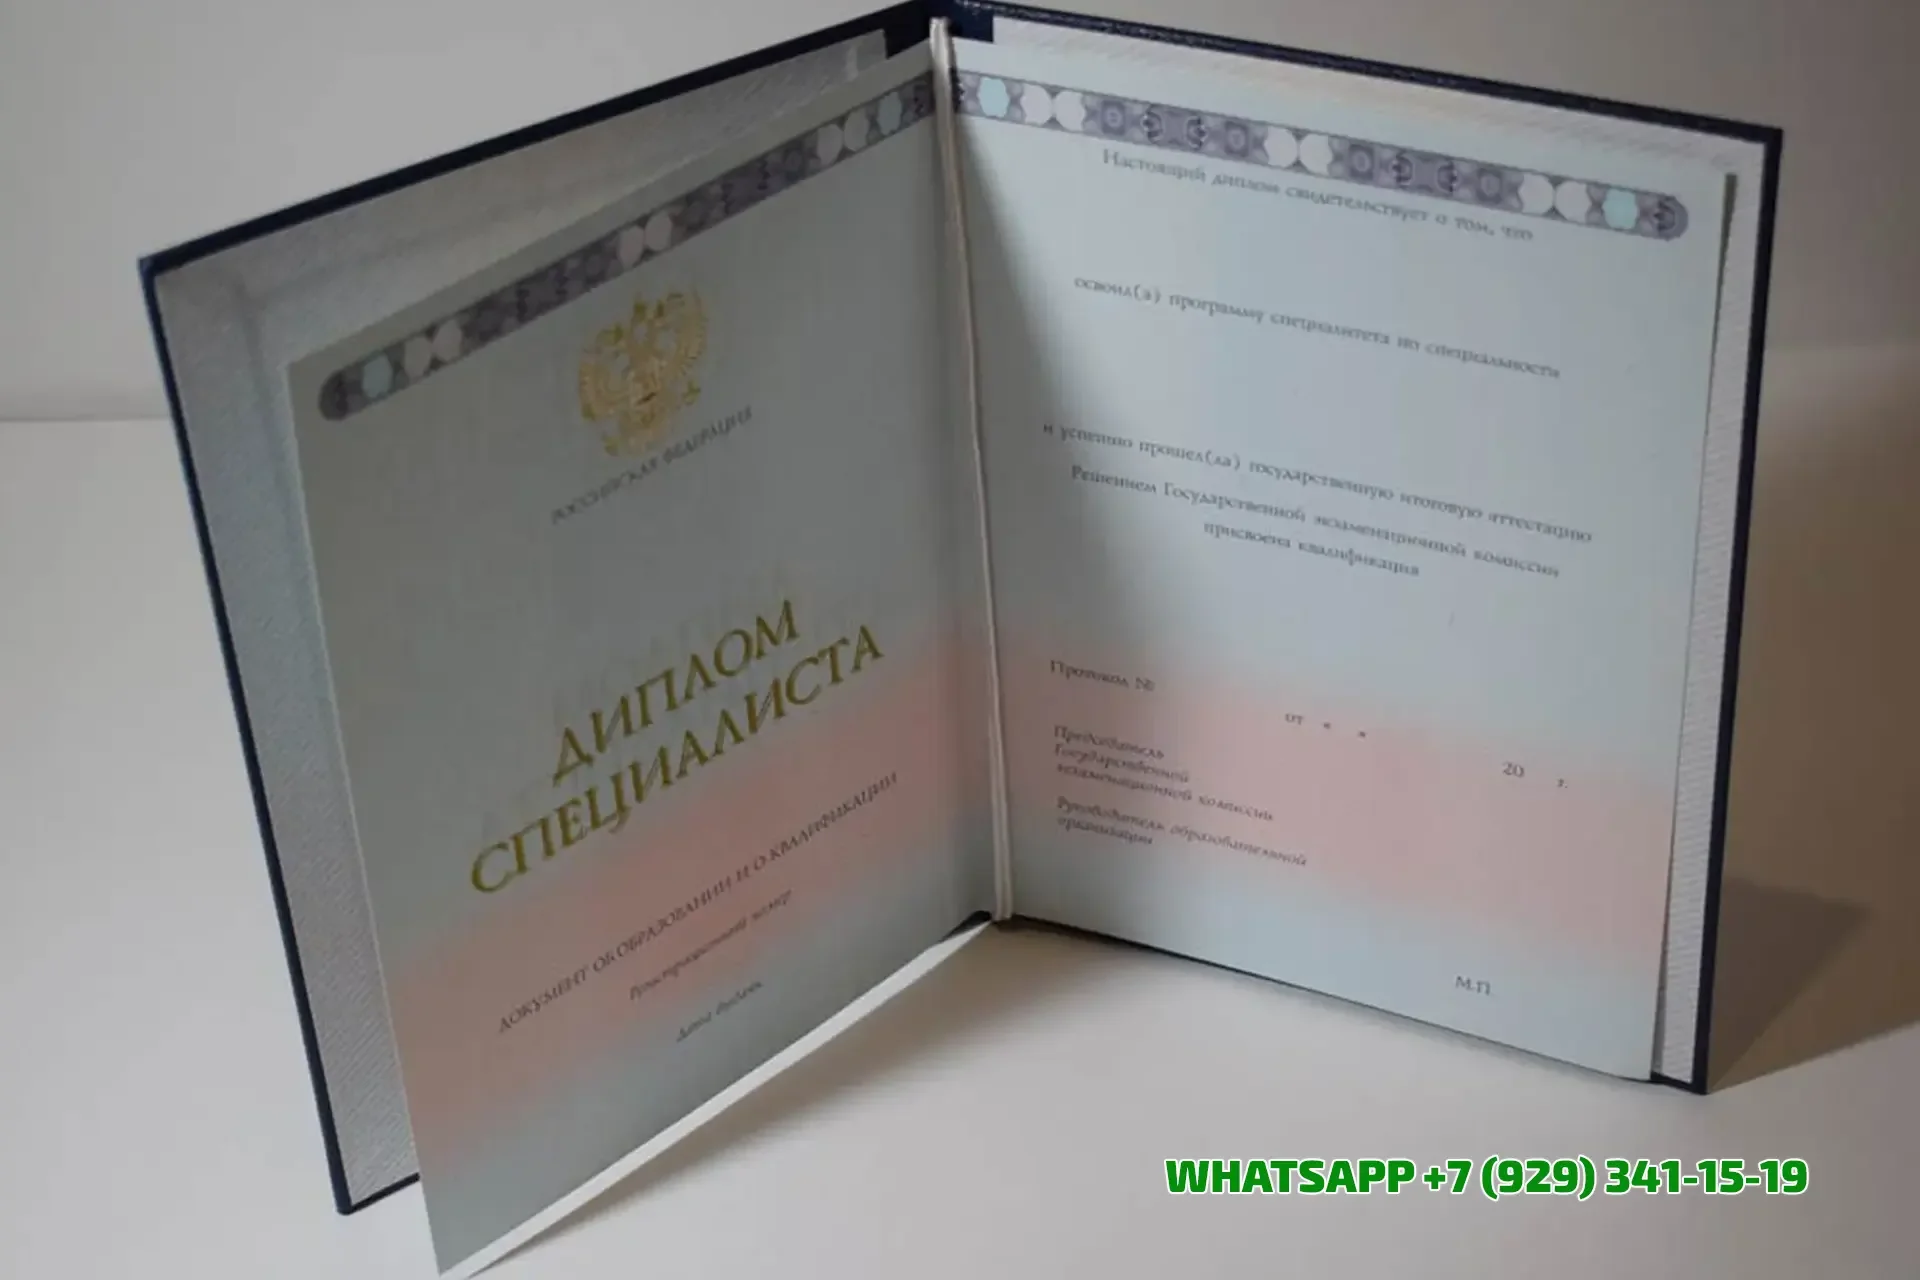 РОССИЙСКАЯ ФЕДЕРАЦИЯ
ДИПЛОМ
СПЕЦИАЛИСТА
ДОКУМЕНТ ОБ ОБРАЗОВАНИИ И О КВАЛИФИКАЦИИ
Регистрационный номер
Дата выдачи
Настоящий диплом свидетельствует о том, что
освоил(а) программу специалитета по специальности
и успешно прошел(ла) государственную итоговую аттестацию
Решением Государственной экзаменационной комиссии
присвоена квалификация
Протокол №
от « »
20 г.
Председатель
Государственной
экзаменационной комиссии
Руководитель образовательной
организации
М.П.
WHATSAPP +7 (929) 341-15-19